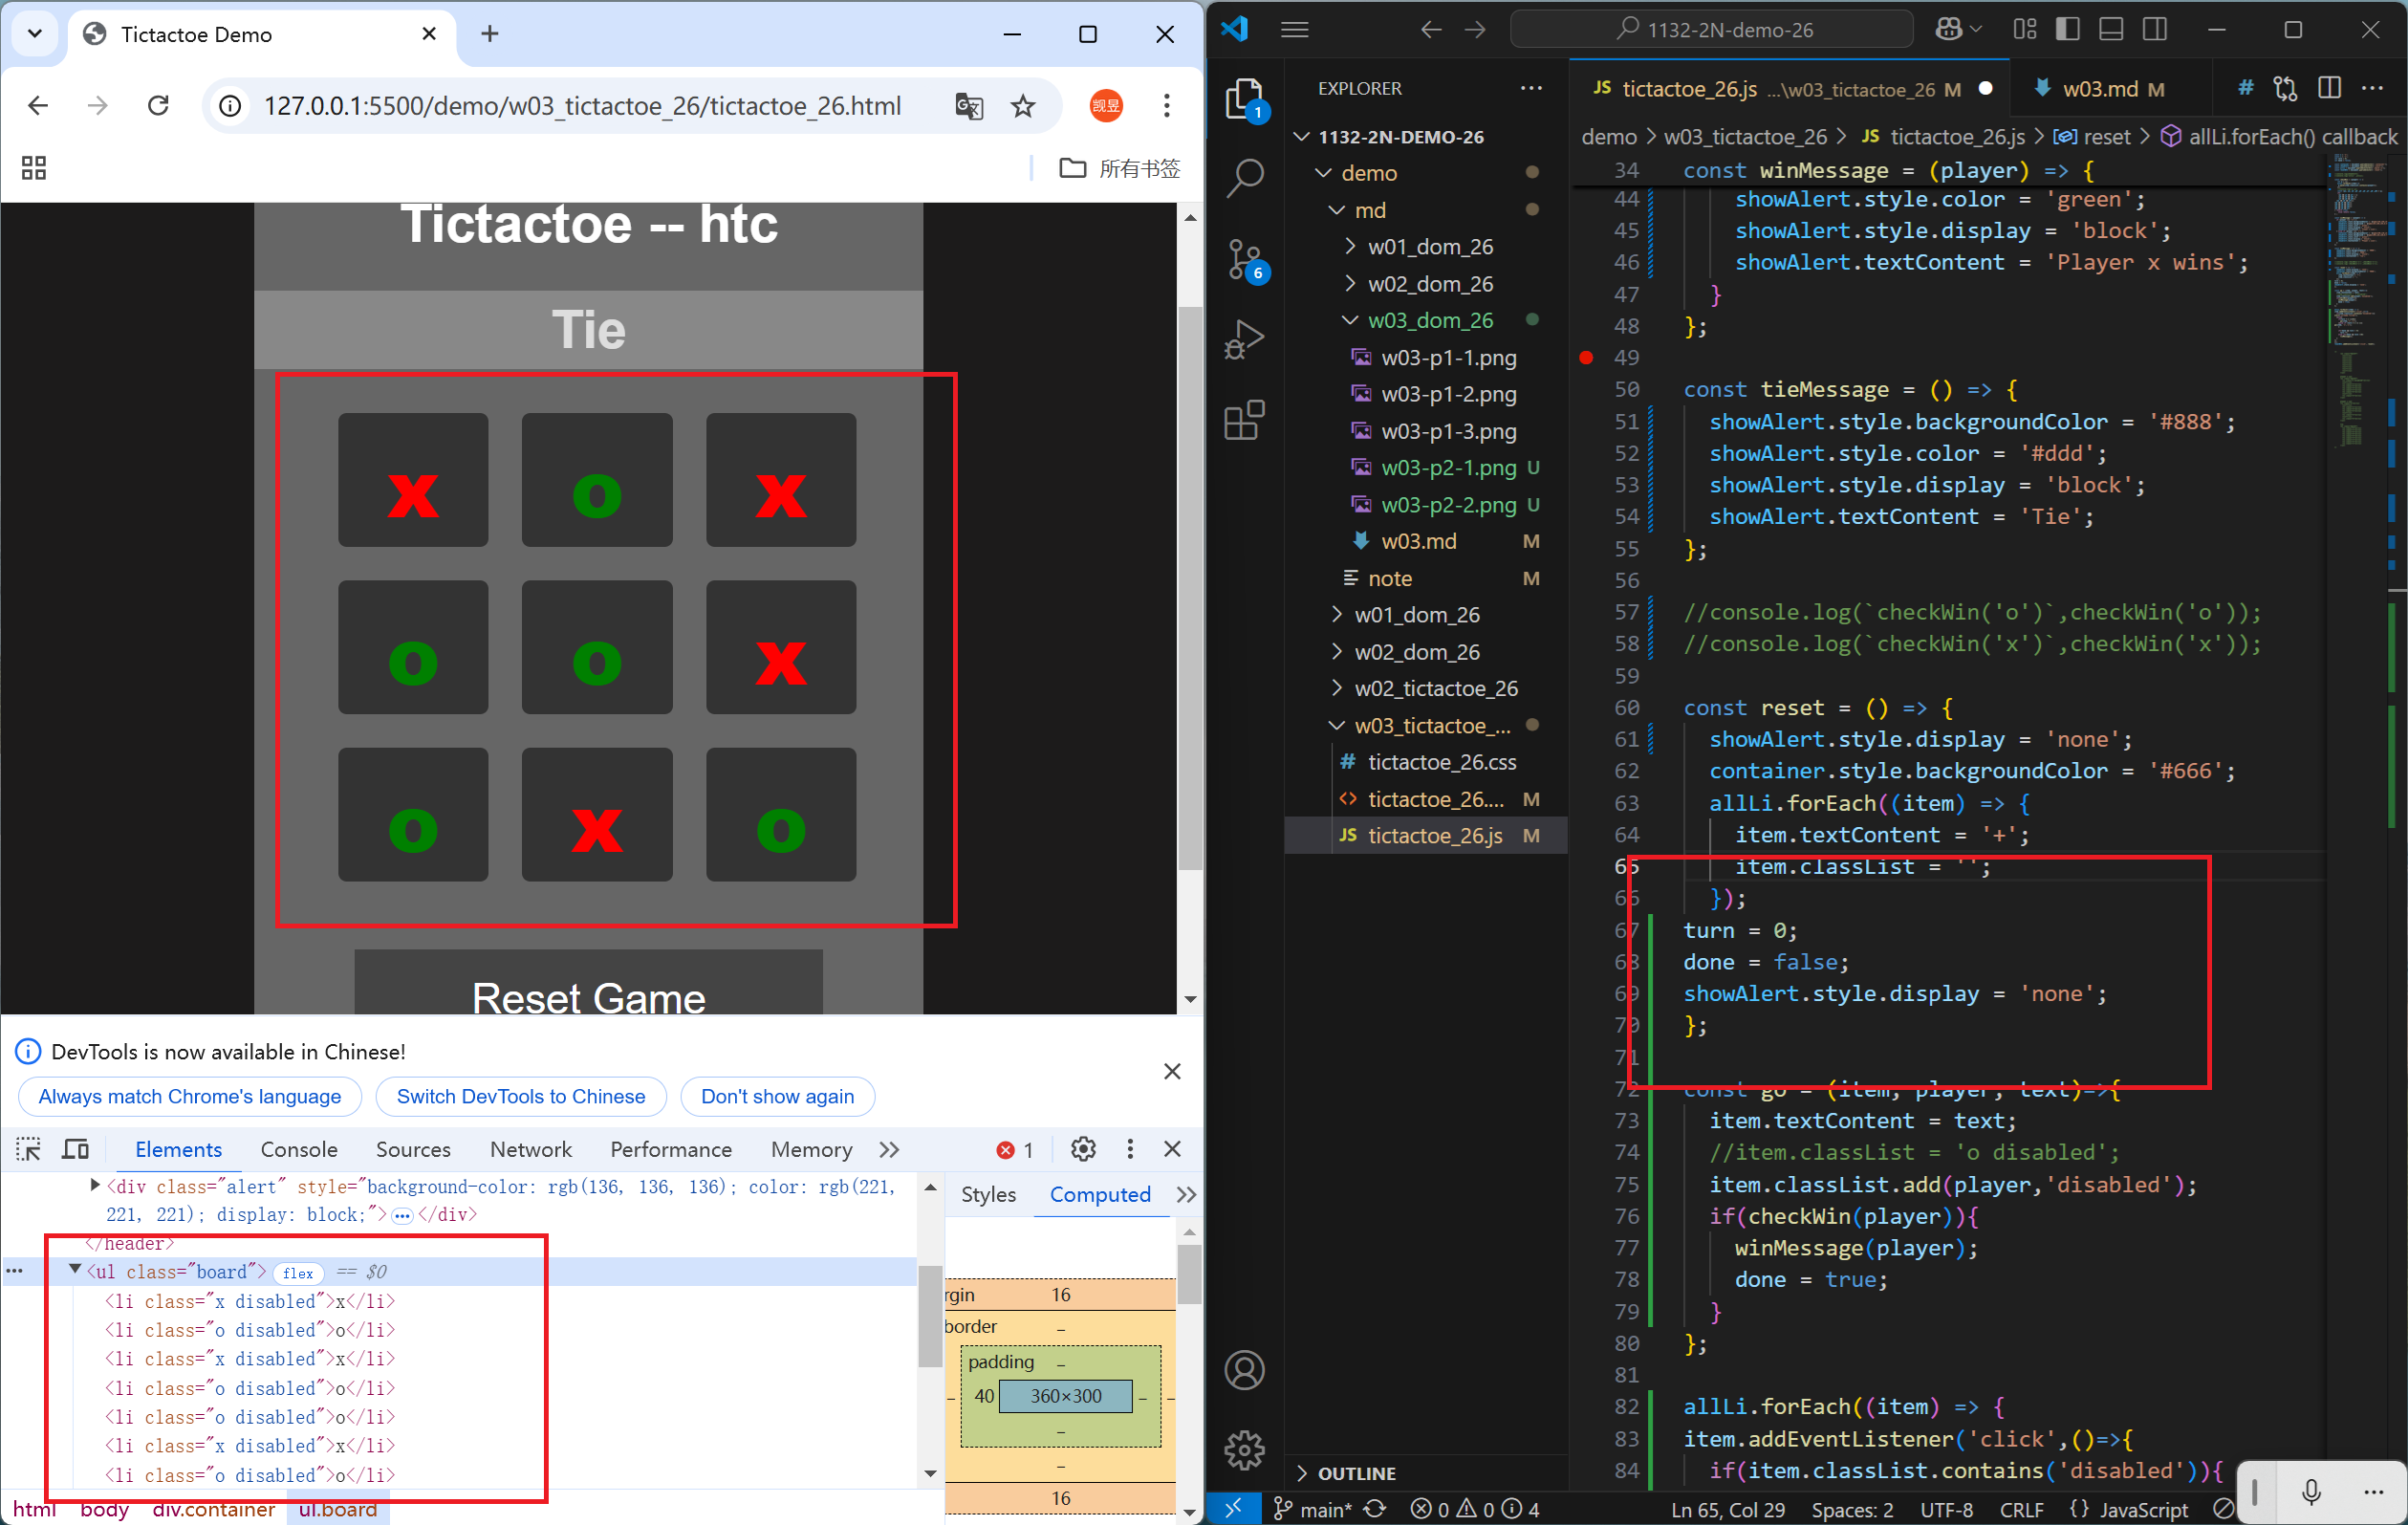 Tictactoe Demo
127.0.0.1:5500/demo/w03_tictactoe_26/tictactoe_26.html
觊昱
所有书签
Tictactoe -- htc
Tie
x o x
o o x
o x o
Reset Game
DevTools is now available in Chinese!
Always match Chrome's language
Switch DevTools to Chinese
Don't show again
Elements Console Sources Network Performance Memory 1
<div class="alert" style="background-color: rgb(136, 136, 136); color: rgb(221,
221, 221); display: block;">…</div>
</header>
<ul class="board"> flex == $0
<li class="x disabled">x</li>
<li class="o disabled">o</li>
<li class="x disabled">x</li>
<li class="o disabled">o</li>
<li class="o disabled">o</li>
<li class="x disabled">x</li>
<li class="o disabled">o</li>
html body div.container ul.board
Styles Computed
rgin 16
border –
padding –
– 40 360×300 – –
–
–
16
1132-2N-demo-26
EXPLORER
1132-2N-DEMO-26
demo
md
w01_dom_26
w02_dom_26
w03_dom_26
w03-p1-1.png
w03-p1-2.png
w03-p1-3.png
w03-p2-1.png U
w03-p2-2.png U
w03.md M
note M
w01_dom_26
w02_dom_26
w02_tictactoe_26
w03_tictactoe_...
tictactoe_26.css
tictactoe_26.... M
JS tictactoe_26.js M
OUTLINE
1
6
JS tictactoe_26.js ...\w03_tictactoe_26 M
w03.md M
demo > w03_tictactoe_26 > JS tictactoe_26.js > reset > allLi.forEach() callback
34 const winMessage = (player) => {
44 showAlert.style.color = 'green';
45 showAlert.style.display = 'block';
46 showAlert.textContent = 'Player x wins';
47 }
48 };
49
50 const tieMessage = () => {
51 showAlert.style.backgroundColor = '#888';
52 showAlert.style.color = '#ddd';
53 showAlert.style.display = 'block';
54 showAlert.textContent = 'Tie';
55 };
56
57 //console.log(`checkWin('o')`,checkWin('o'));
58 //console.log(`checkWin('x')`,checkWin('x'));
59
60 const reset = () => {
61 showAlert.style.display = 'none';
62 container.style.backgroundColor = '#666';
63 allLi.forEach((item) => {
64 item.textContent = '+';
65 item.classList = '';
66 });
67 turn = 0;
68 done = false;
69 showAlert.style.display = 'none';
70 };
71
72 const go = (item, player, text)=>{
73 item.textContent = text;
74 //item.classList = 'o disabled';
75 item.classList.add(player,'disabled');
76 if(checkWin(player)){
77 winMessage(player);
78 done = true;
79 }
80 };
81
82 allLi.forEach((item) => {
83 item.addEventListener('click',()=>{
84 if(item.classList.contains('disabled')){
main* 0 0 4 Ln 65, Col 29 Spaces: 2 UTF-8 CRLF {} JavaScript